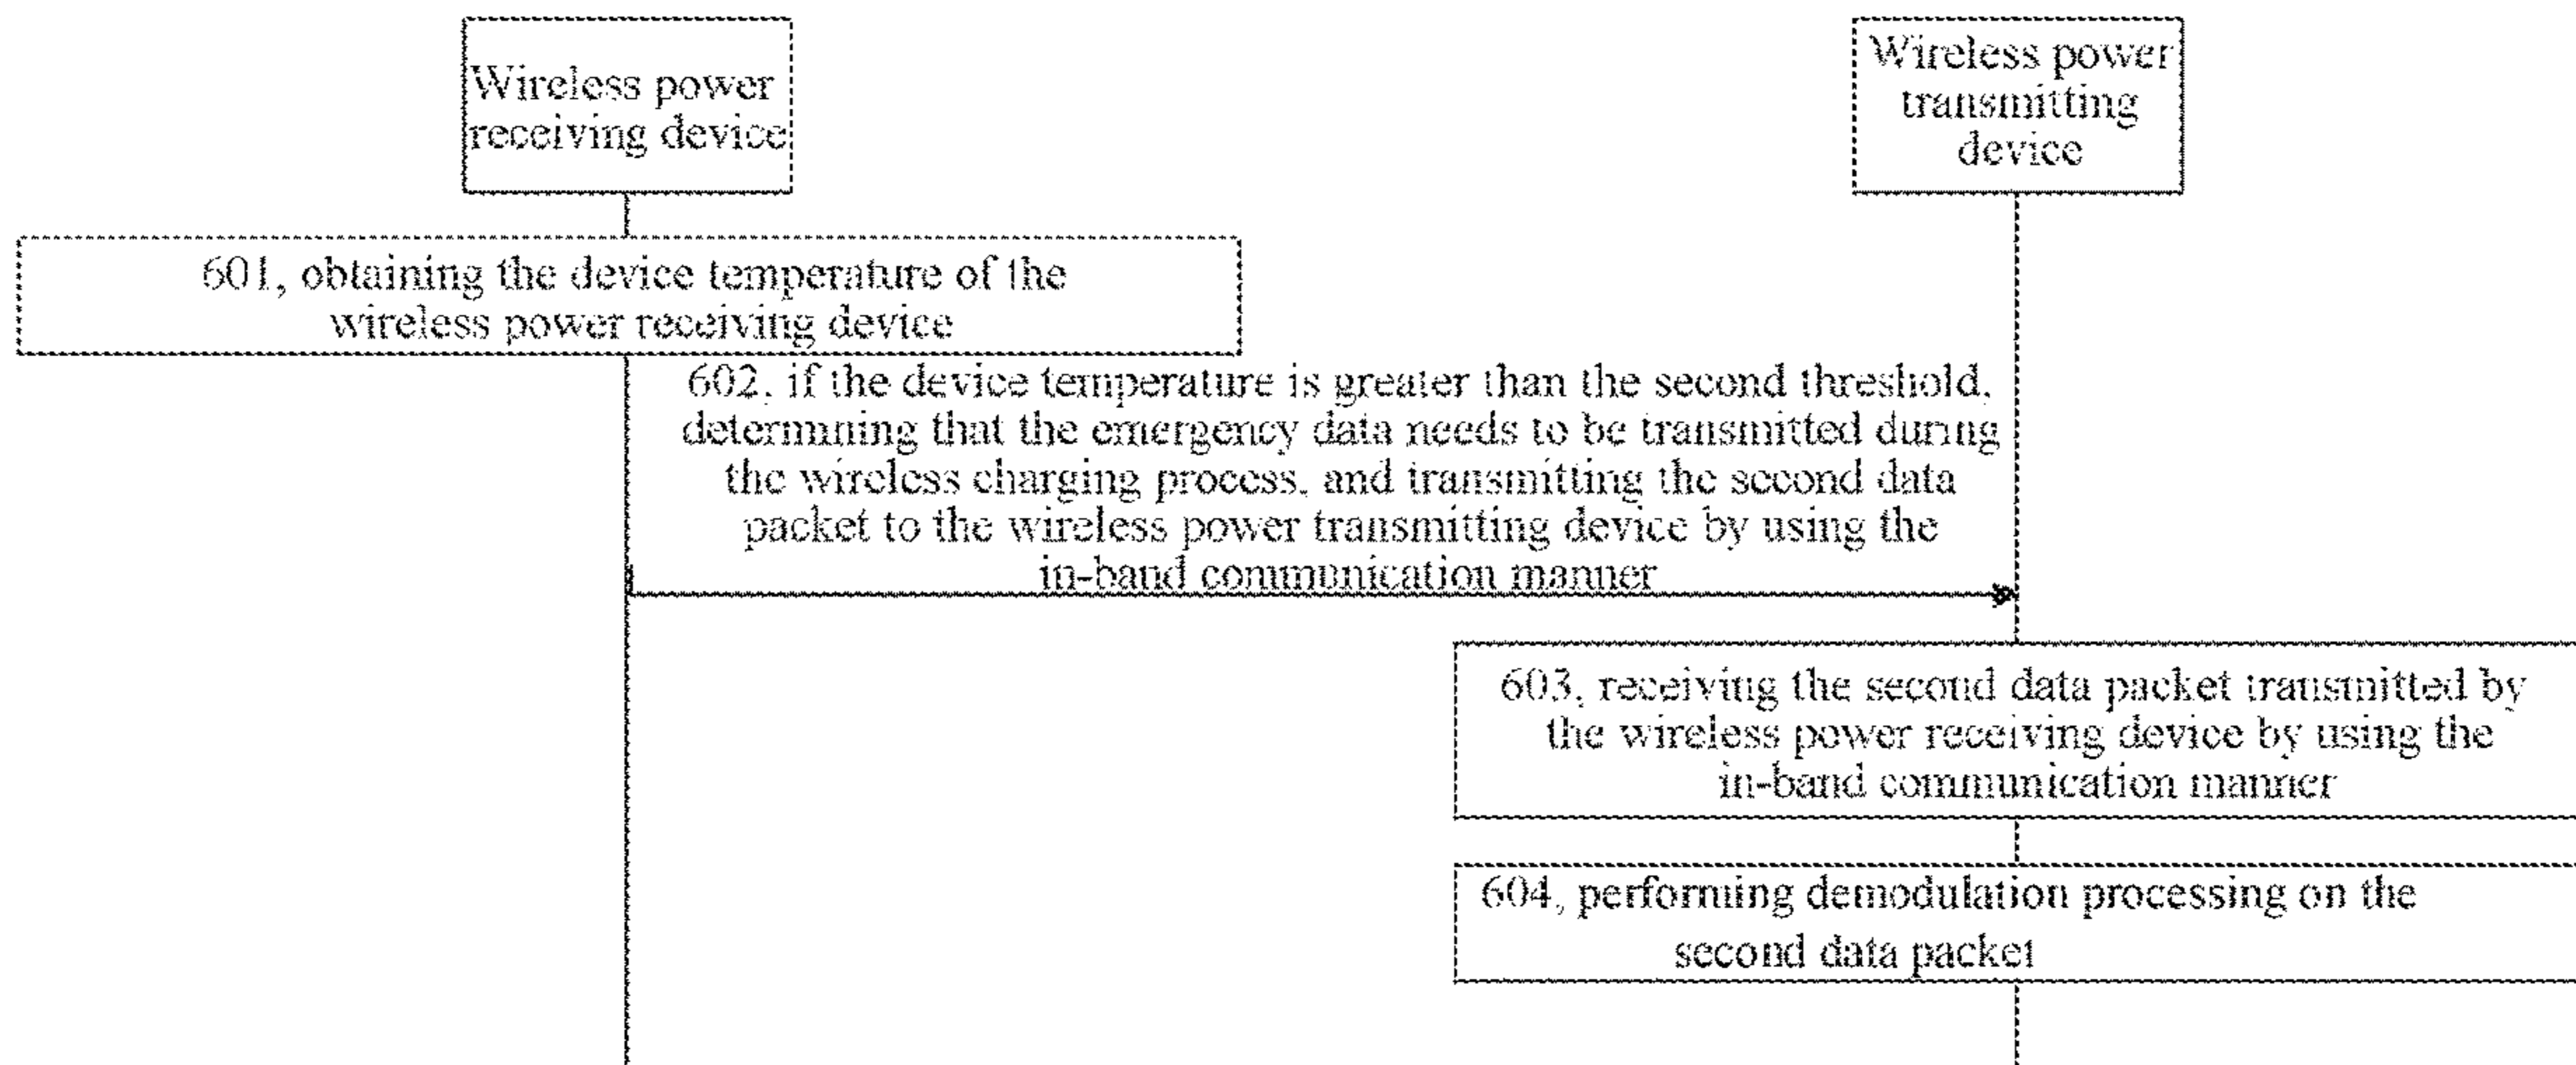 Wireless power
receiving device
Wireless power
transmitting
device
601, obtaining the device temperature of the
wireless power receiving device
602, if the device temperature is greater than the second threshold,
determining that the emergency data needs to be transmitted during
the wireless charging process, and transmitting the second data
packet to the wireless power transmitting device by using the
in-band communication manner
603, receiving the second data packet transmitted by
the wireless power receiving device by using the
in-band communication manner
604, performing demodulation processing on the
second data packet